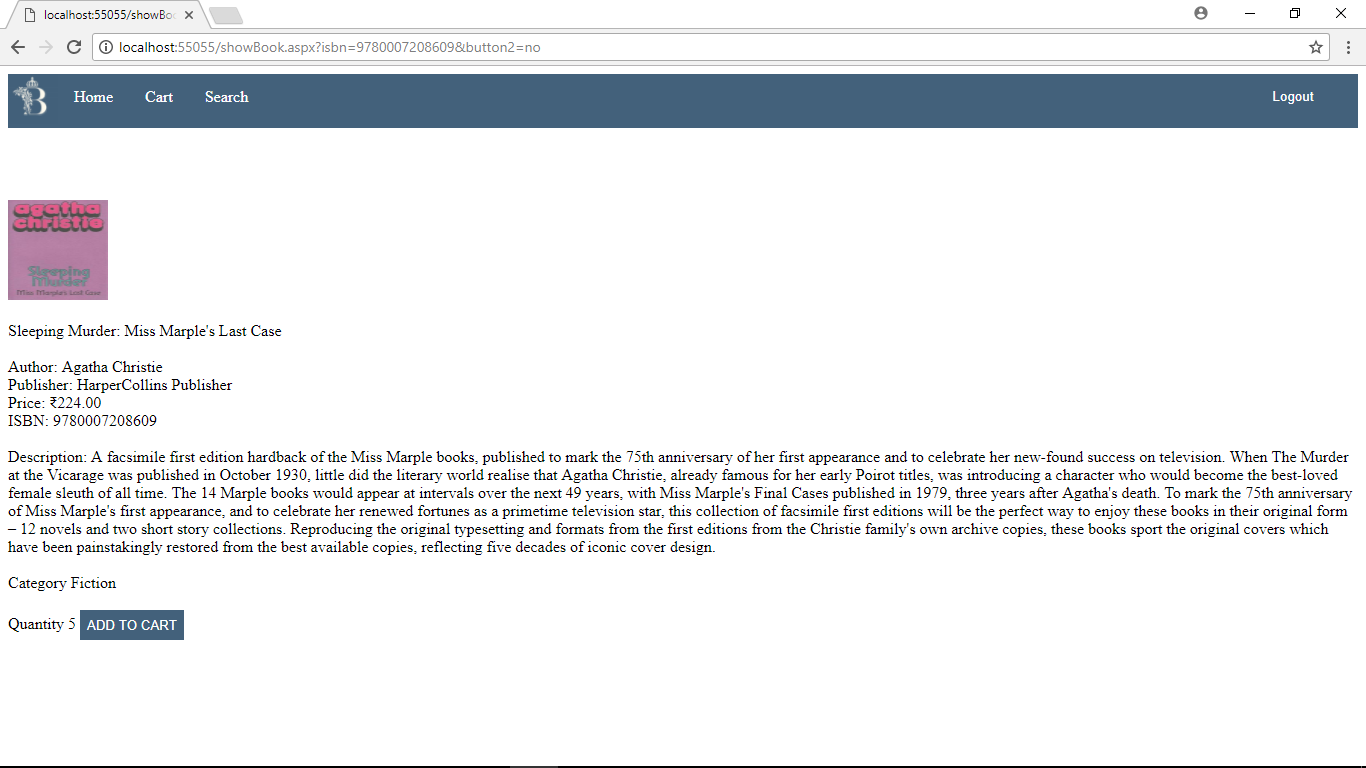 localhost:55055/showBo
localhost:55055/showBook.aspx?isbn=9780007208609&button2=no
B Home Cart Search Logout
agatha
christie
Sleeping
Murder
Miss Marple's Last Case
Sleeping Murder: Miss Marple's Last Case
Author: Agatha Christie
Publisher: HarperCollins Publisher
Price: ₹224.00
ISBN: 9780007208609
Description: A facsimile first edition hardback of the Miss Marple books, published to mark the 75th anniversary of her first appearance and to celebrate her new-found success on television. When The Murder
at the Vicarage was published in October 1930, little did the literary world realise that Agatha Christie, already famous for her early Poirot titles, was introducing a character who would become the best-loved
female sleuth of all time. The 14 Marple books would appear at intervals over the next 49 years, with Miss Marple's Final Cases published in 1979, three years after Agatha's death. To mark the 75th anniversary
of Miss Marple's first appearance, and to celebrate her renewed fortunes as a primetime television star, this collection of facsimile first editions will be the perfect way to enjoy these books in their original form
– 12 novels and two short story collections. Reproducing the original typesetting and formats from the first editions from the Christie family's own archive copies, these books sport the original covers which
have been painstakingly restored from the best available copies, reflecting five decades of iconic cover design.
Category Fiction
Quantity 5 ADD TO CART